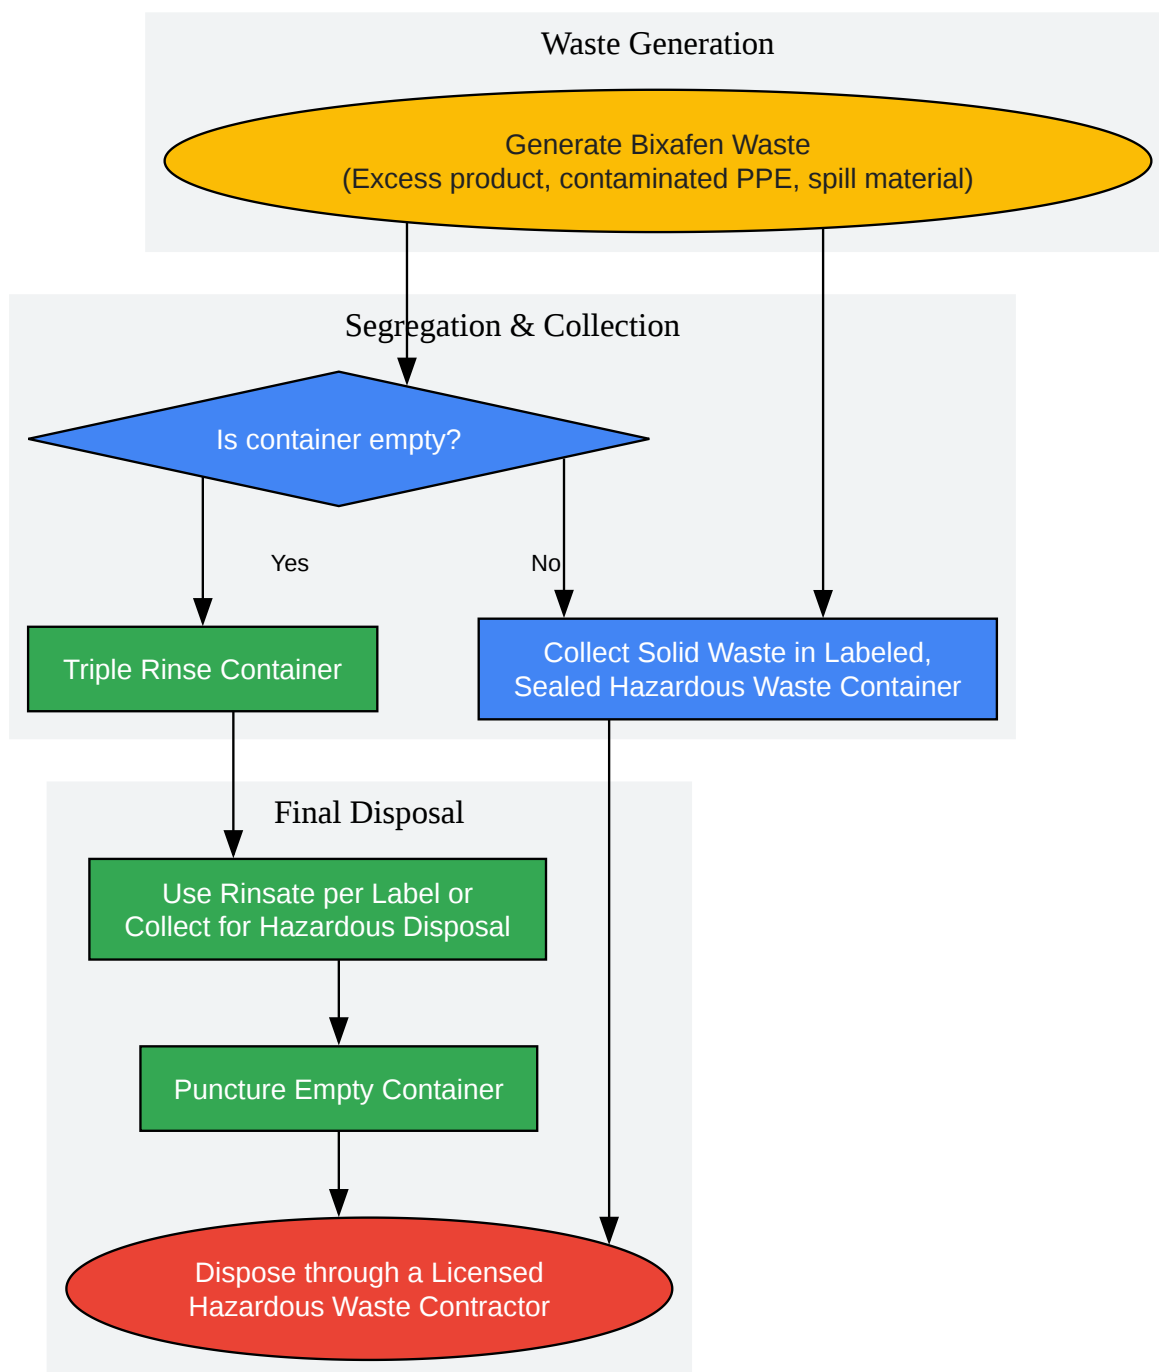 Waste Generation
Generate Bixafen Waste
(Excess product, contaminated PPE, spill material)
Segregation & Collection
Is container empty?
Yes
No
Triple Rinse Container
Collect Solid Waste in Labeled,
Sealed Hazardous Waste Container
Final Disposal
Use Rinsate per Label or
Collect for Hazardous Disposal
Puncture Empty Container
Dispose through a Licensed
Hazardous Waste Contractor